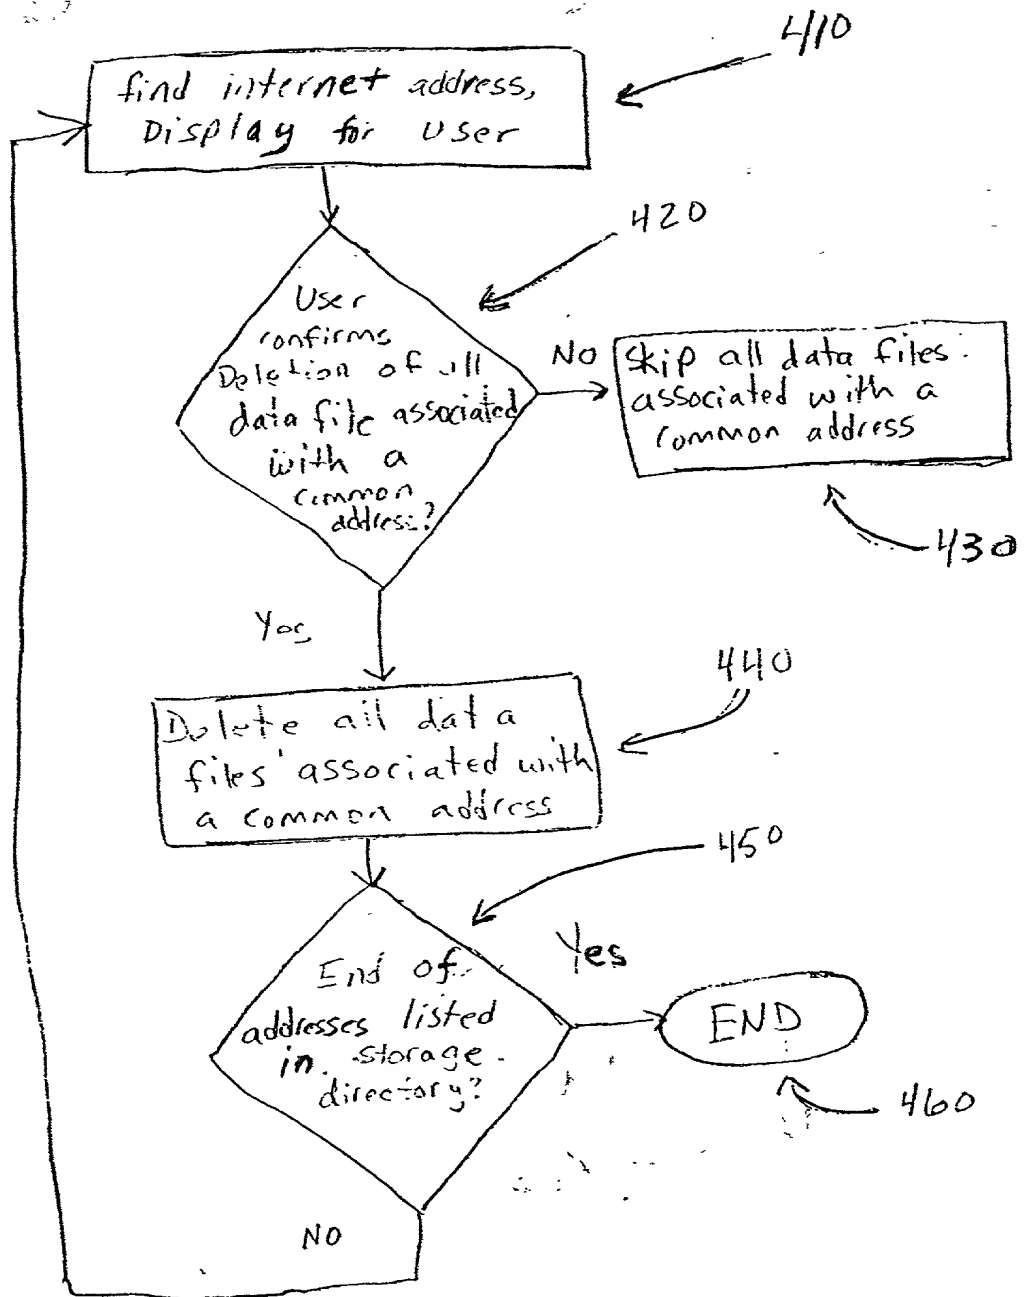 410
find internet address,
Display for User
420
User
confirms
Deletion of all
data file associated
with a
common
address?
NO
Skip all data files
associated with a
common address
430
Yes
440
Delete all data
files associated with
a common address
450
End of
addresses listed
in storage
directory?
Yes
END
460
NO